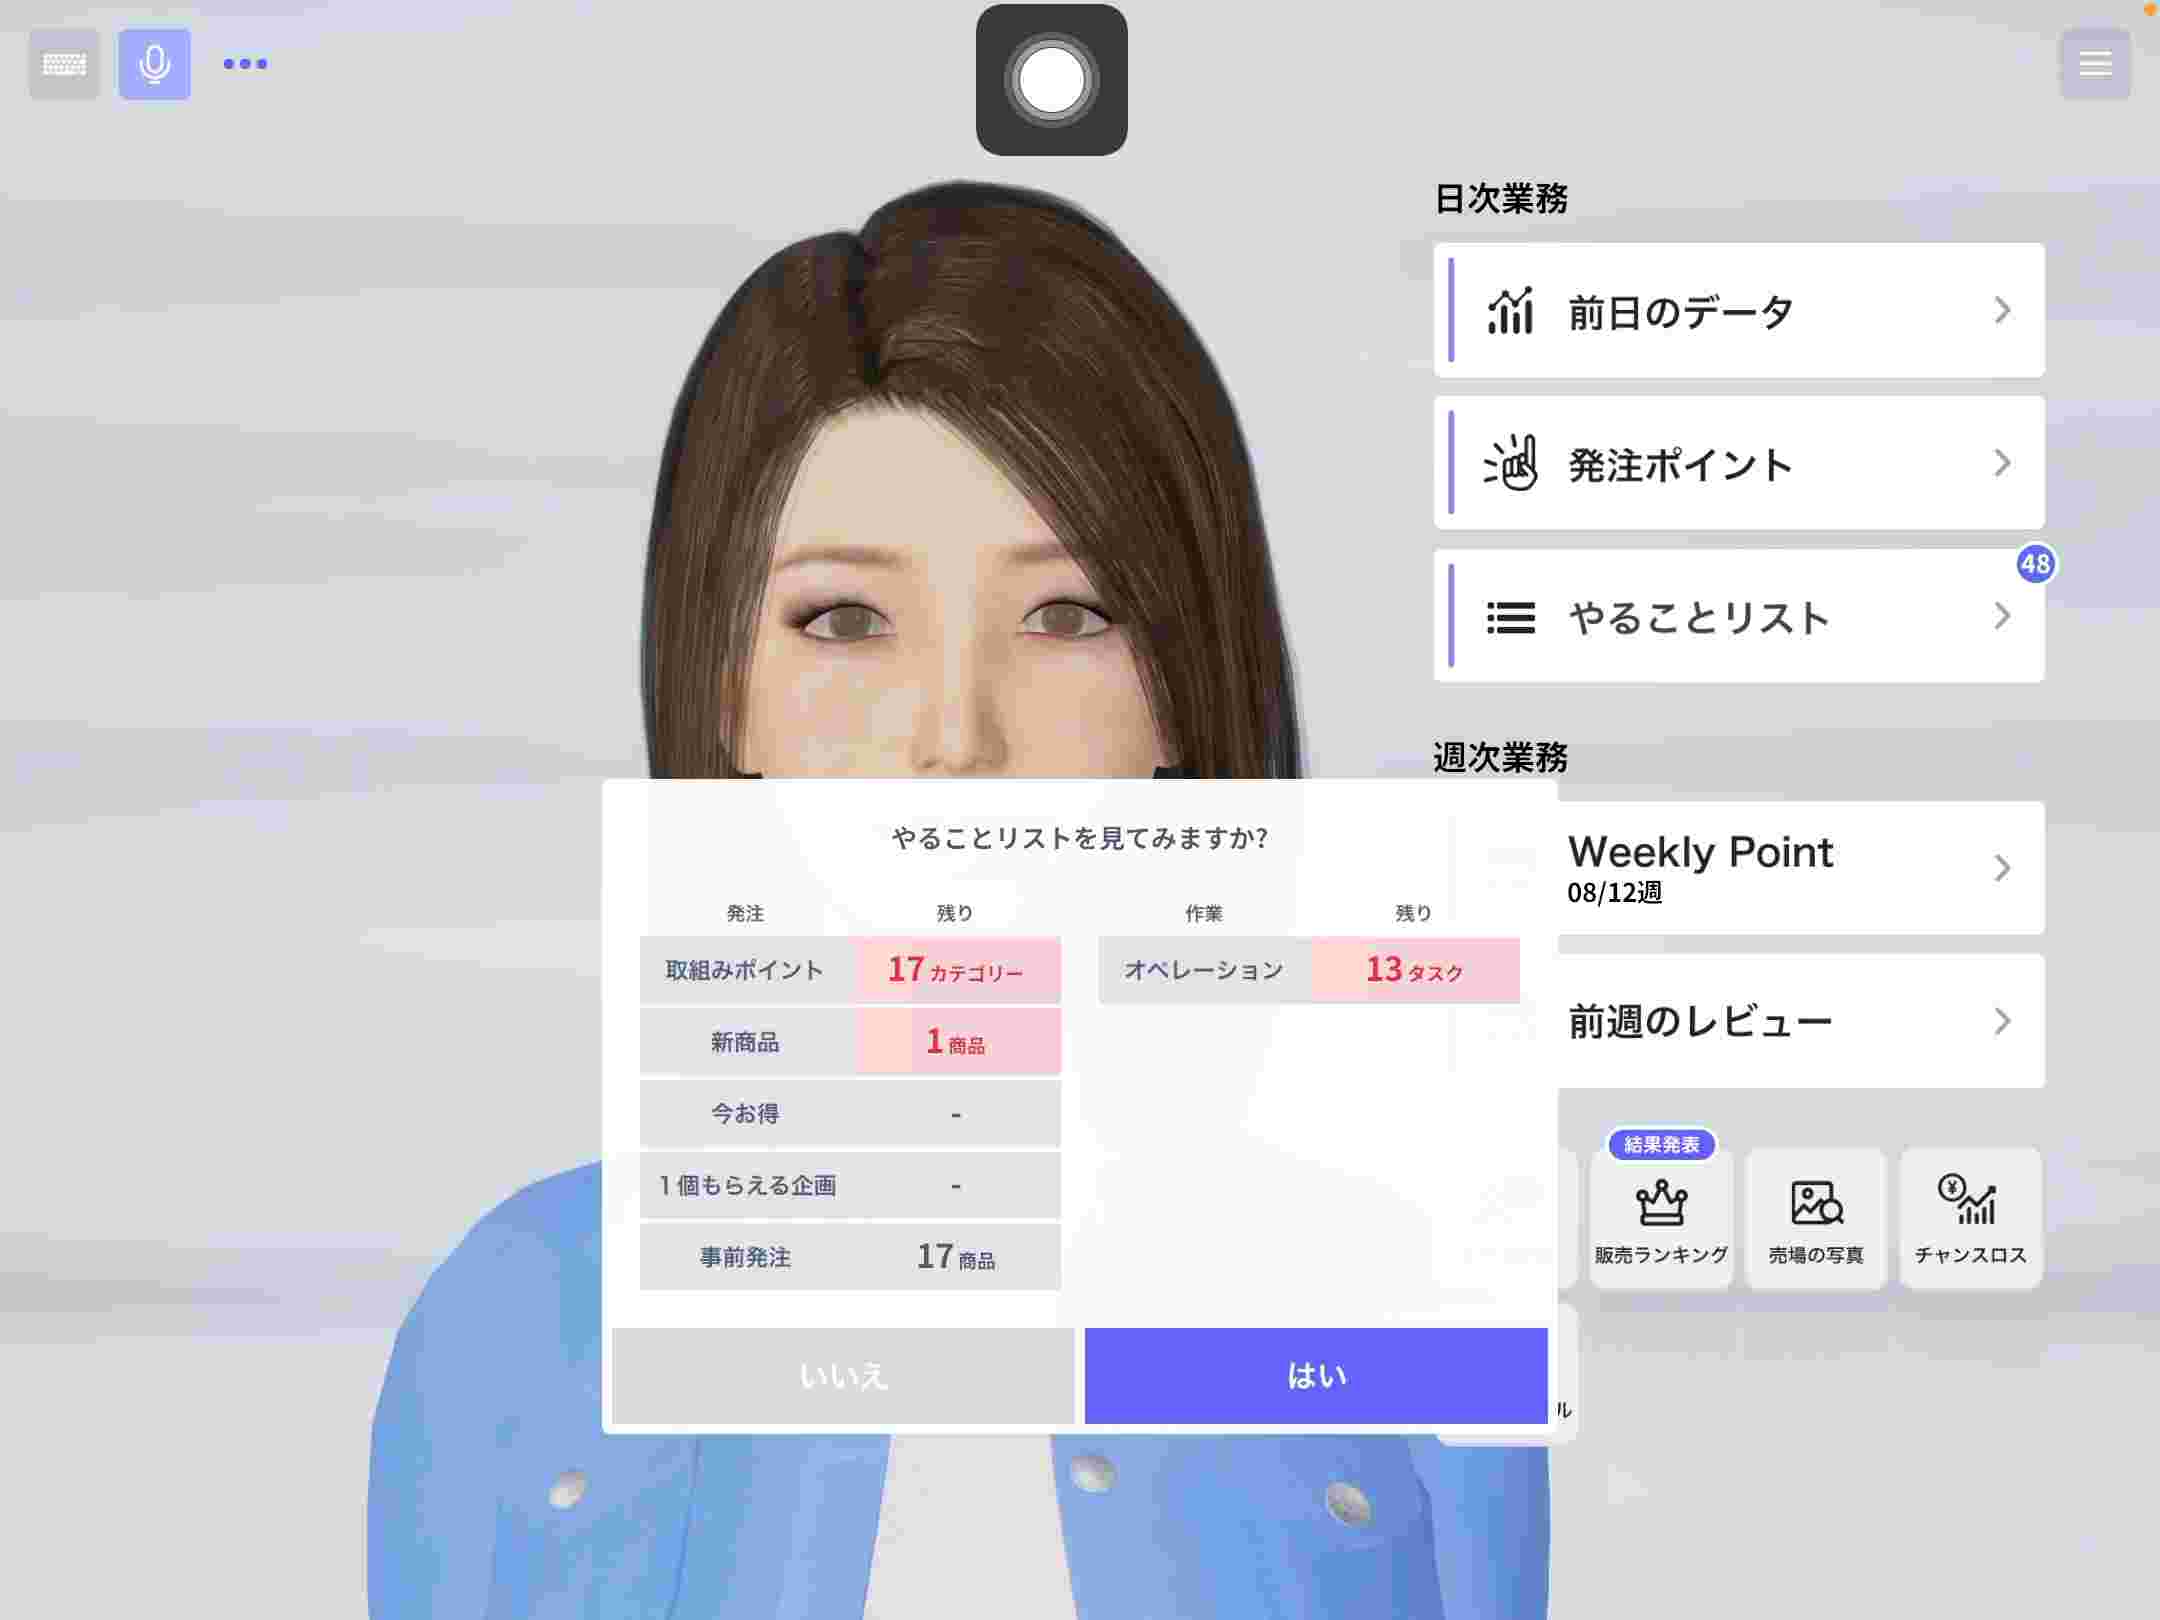 日次業務
前日のデータ
発注ポイント
48
やることリスト
週次業務
Weekly Point
08/12週
前週のレビュー
結果発表
販売ランキング
売場の写真
チャンスロス
ル
やることリストを見てみますか?
発注 残り
取組みポイント 17カテゴリー
新商品 1商品
今お得 -
1個もらえる企画 -
事前発注 17商品
作業 残り
オペレーション 13タスク
いいえ
はい